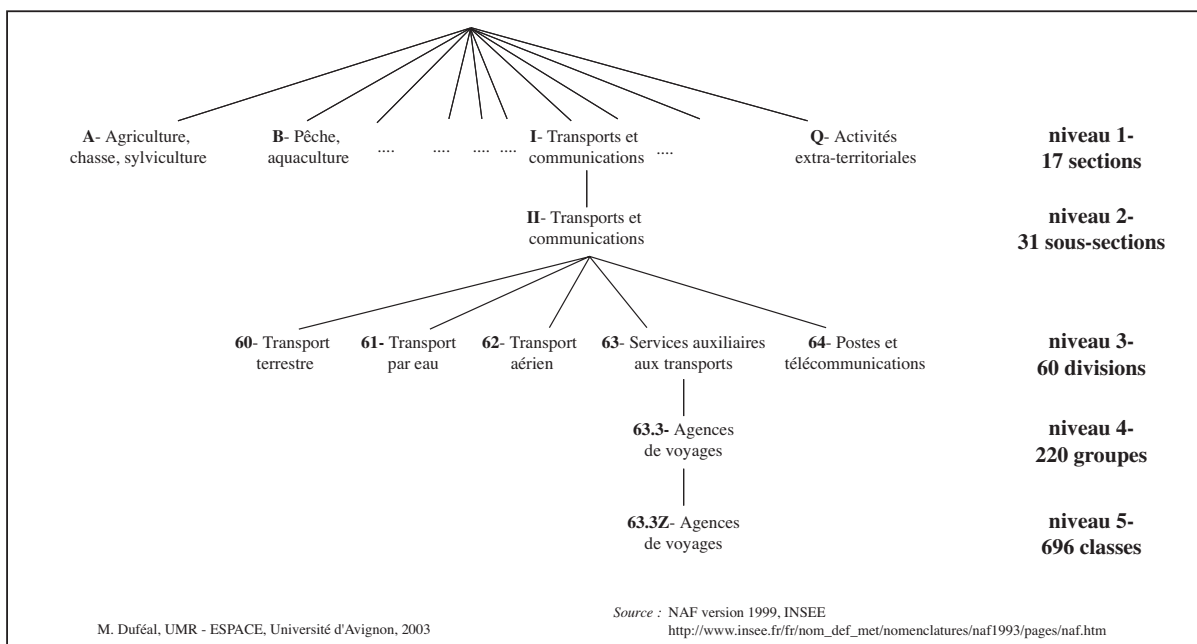 A- Agriculture,
chasse, sylviculture
B- Pêche,
aquaculture
....
....
....
....
I- Transports et
communications
....
Q- Activités
extra-territoriales
niveau 1-
17 sections
II- Transports et
communications
niveau 2-
31 sous-sections
60- Transport
terrestre
61- Transport
par eau
62- Transport
aérien
63- Services auxiliaires
aux transports
64- Postes et
télécommunications
niveau 3-
60 divisions
63.3- Agences
de voyages
niveau 4-
220 groupes
63.3Z- Agences
de voyages
niveau 5-
696 classes
M. Duféal, UMR - ESPACE, Université d'Avignon, 2003
Source : NAF version 1999, INSEE
http://www.insee.fr/fr/nom_def_met/nomenclatures/naf1993/pages/naf.htm